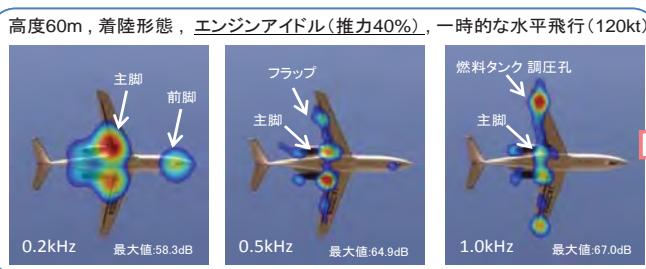 高度60m , 着陸形態 , エンジンアイドル（推力40%） , 一時的な水平飛行（120kt）
主脚
前脚
0.2kHz
最大値:58.3dB
フラップ
主脚
0.5kHz
最大値:64.9dB
燃料タンク 調圧孔
主脚
1.0kHz
最大値:67.0dB